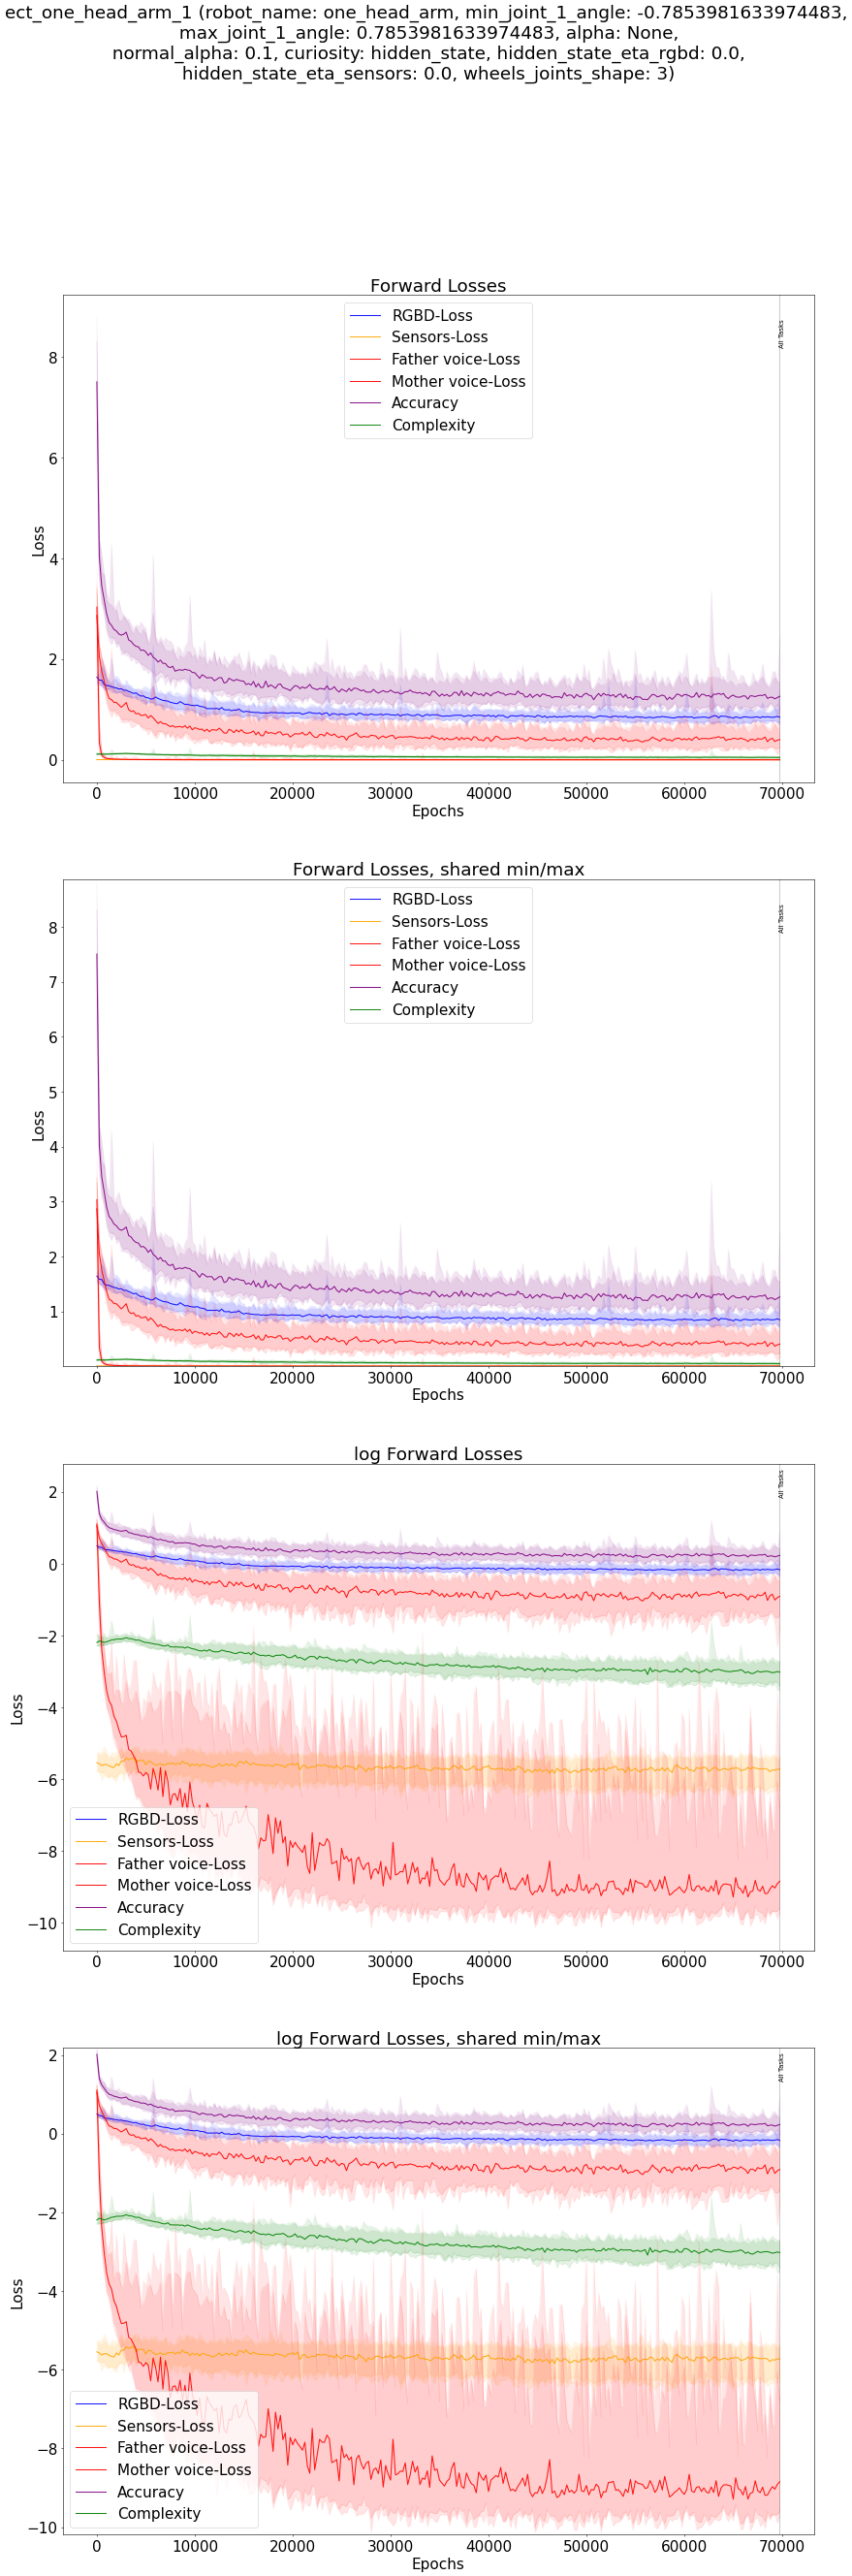 ect_one_head_arm_1 (robot_name: one_head_arm, min_joint_1_angle: -0.7853981633974483,
max_joint_1_angle: 0.7853981633974483, alpha: None,
normal_alpha: 0.1, curiosity: hidden_state, hidden_state_eta_rgbd: 0.0,
hidden_state_eta_sensors: 0.0, wheels_joints_shape: 3)
Forward Losses
RGBD-Loss
Sensors-Loss
Father voice-Loss
Mother voice-Loss
Accuracy
Complexity
All Tasks
8
6
4
2
0
Loss
0 10000 20000 30000 40000 50000 60000 70000
Epochs
Forward Losses, shared min/max
RGBD-Loss
Sensors-Loss
Father voice-Loss
Mother voice-Loss
Accuracy
Complexity
All Tasks
8
7
6
5
4
3
2
1
Loss
0 10000 20000 30000 40000 50000 60000 70000
Epochs
log Forward Losses
All Tasks
2
0
−2
−4
−6
−8
−10
Loss
RGBD-Loss
Sensors-Loss
Father voice-Loss
Mother voice-Loss
Accuracy
Complexity
0 10000 20000 30000 40000 50000 60000 70000
Epochs
log Forward Losses, shared min/max
All Tasks
2
0
−2
−4
−6
−8
−10
Loss
RGBD-Loss
Sensors-Loss
Father voice-Loss
Mother voice-Loss
Accuracy
Complexity
0 10000 20000 30000 40000 50000 60000 70000
Epochs